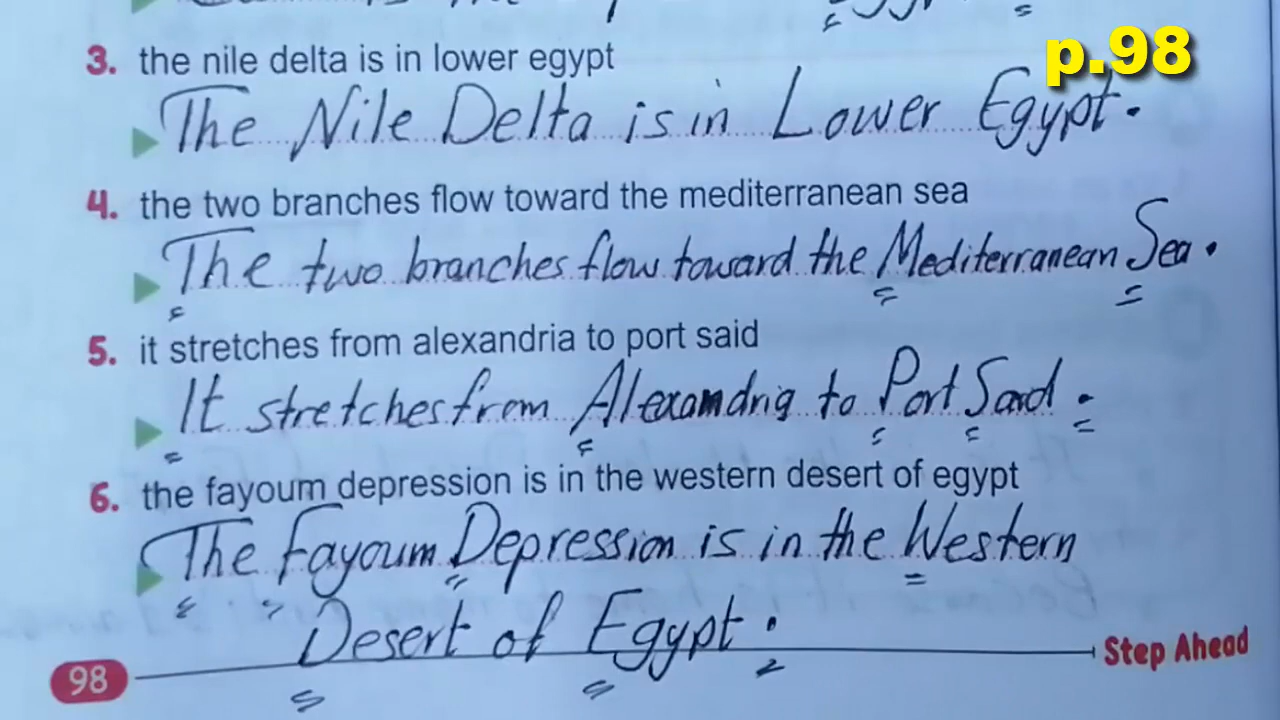 p.98
3. the nile delta is in lower egypt
The Nile Delta is in Lower Egypt.
4. the two branches flow toward the mediterranean sea
The two branches flow toward the Mediterranean Sea.
5. it stretches from alexandria to port said
It stretches from Alexandria to Port Said.
6. the fayoum depression is in the western desert of egypt
The Fayoum Depression is in the Western
Desert of Egypt.
98
Step Ahead